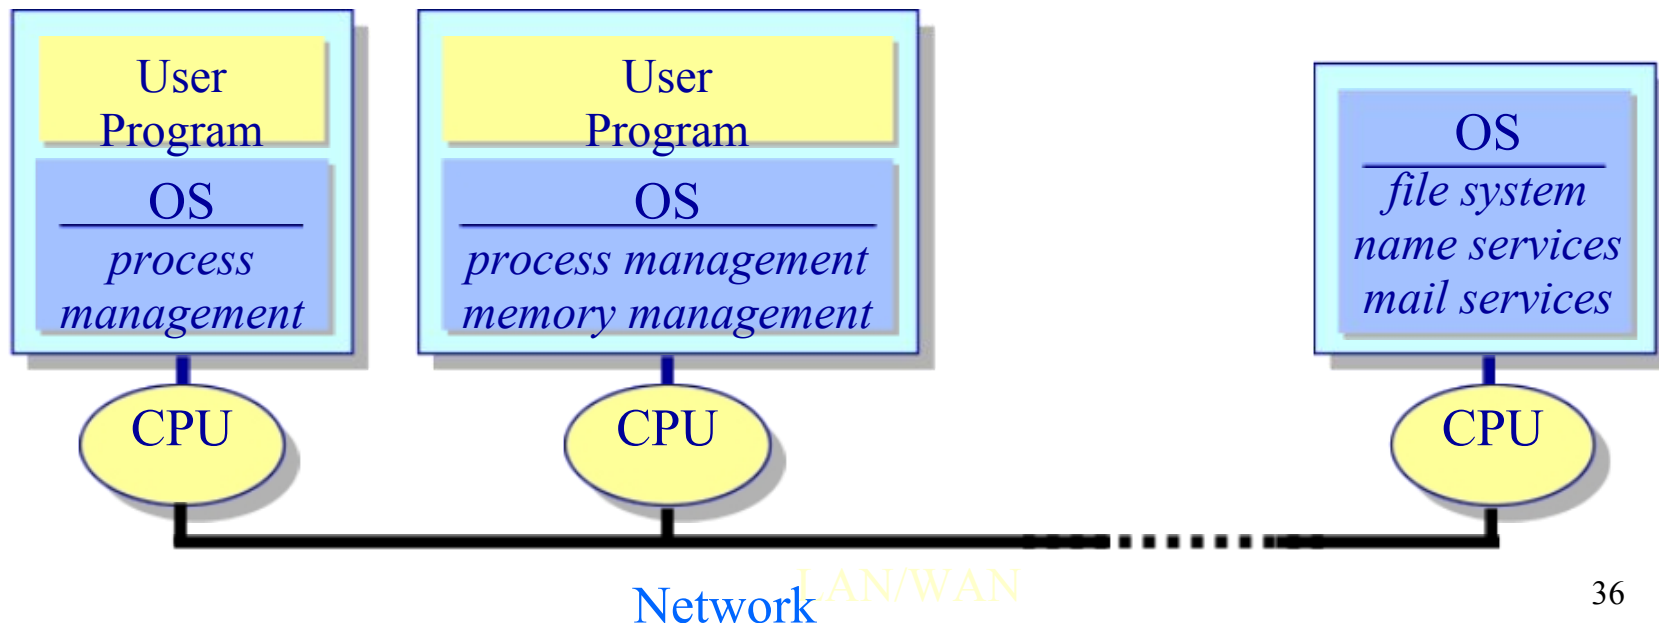 User
Program
OS
process
management
CPU
User
Program
OS
process management
memory management
CPU
OS
file system
name services
mail services
CPU
LAN/WAN
Network
36